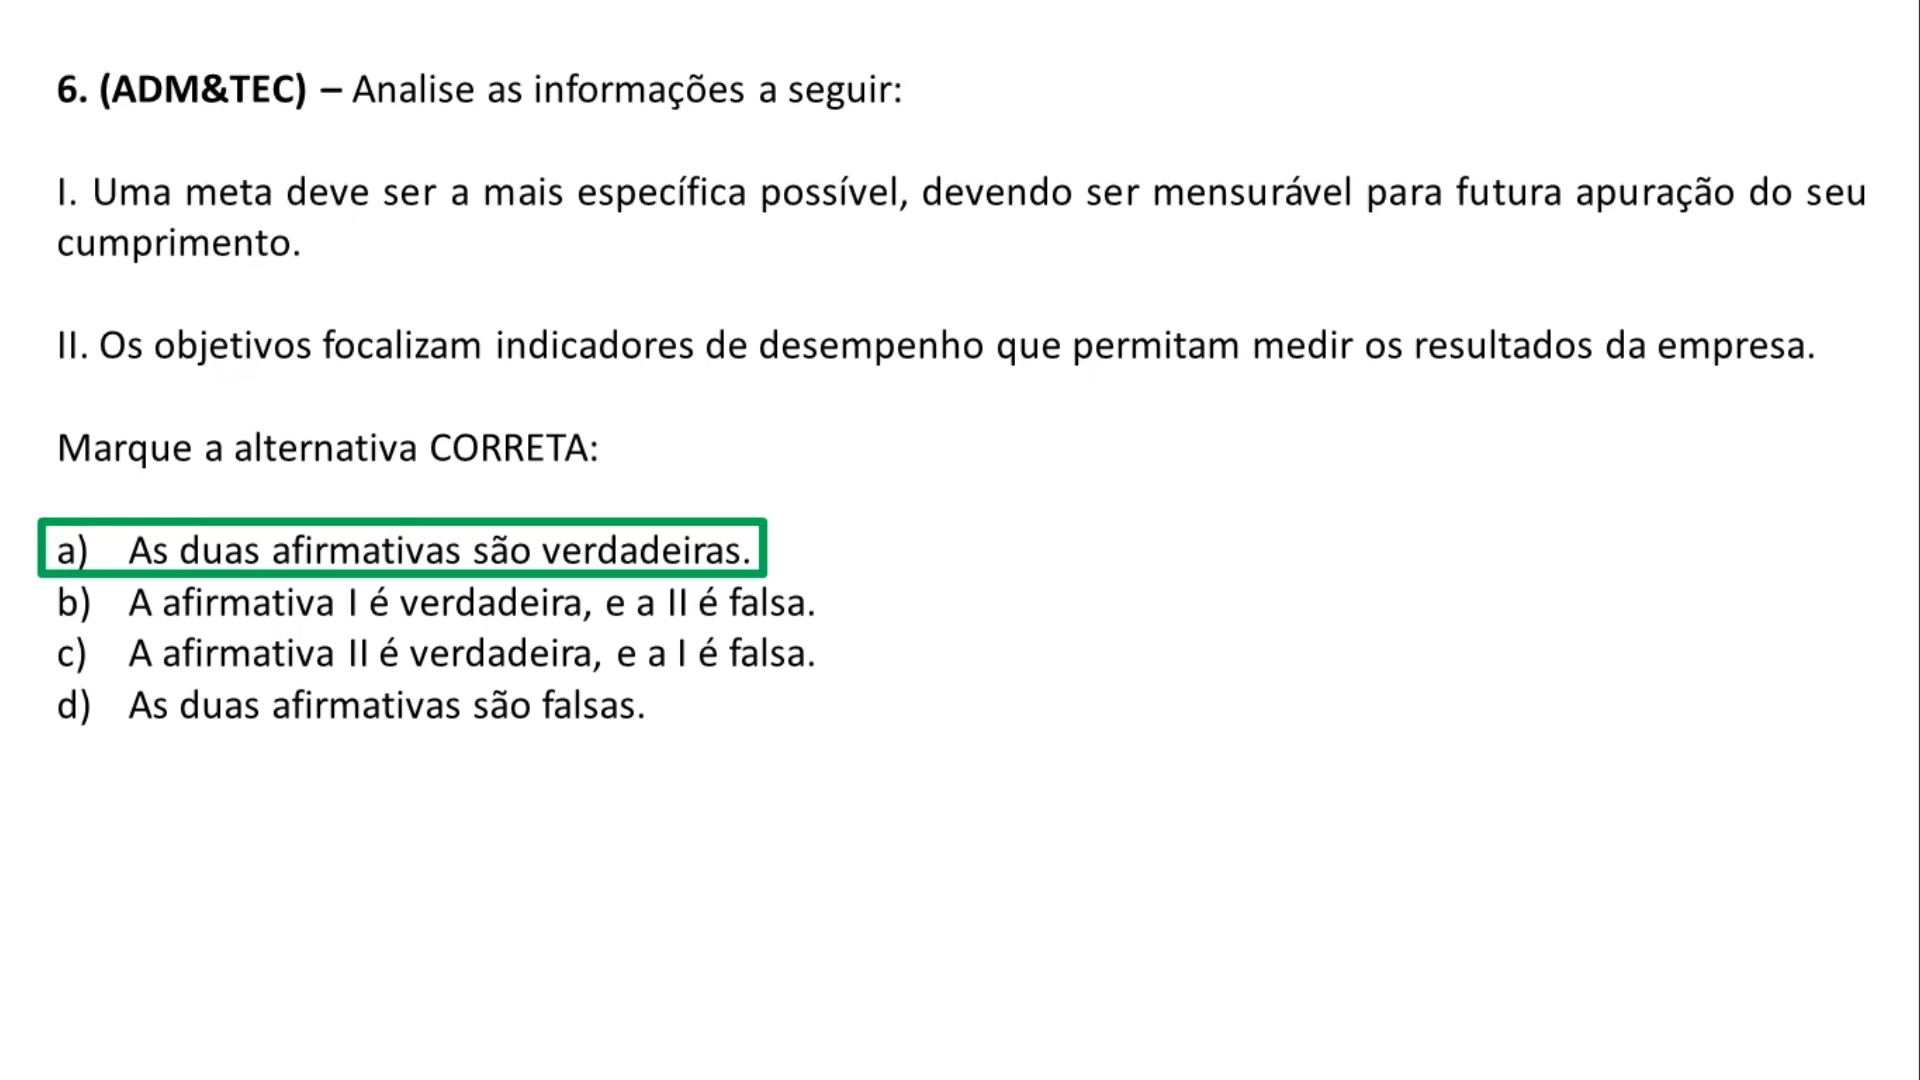 6. (ADM&TEC) – Analise as informações a seguir:
I. Uma meta deve ser a mais específica possível, devendo ser mensurável para futura apuração do seu
cumprimento.
II. Os objetivos focalizam indicadores de desempenho que permitam medir os resultados da empresa.
Marque a alternativa CORRETA:
a) As duas afirmativas são verdadeiras.
b) A afirmativa I é verdadeira, e a II é falsa.
c) A afirmativa II é verdadeira, e a I é falsa.
d) As duas afirmativas são falsas.